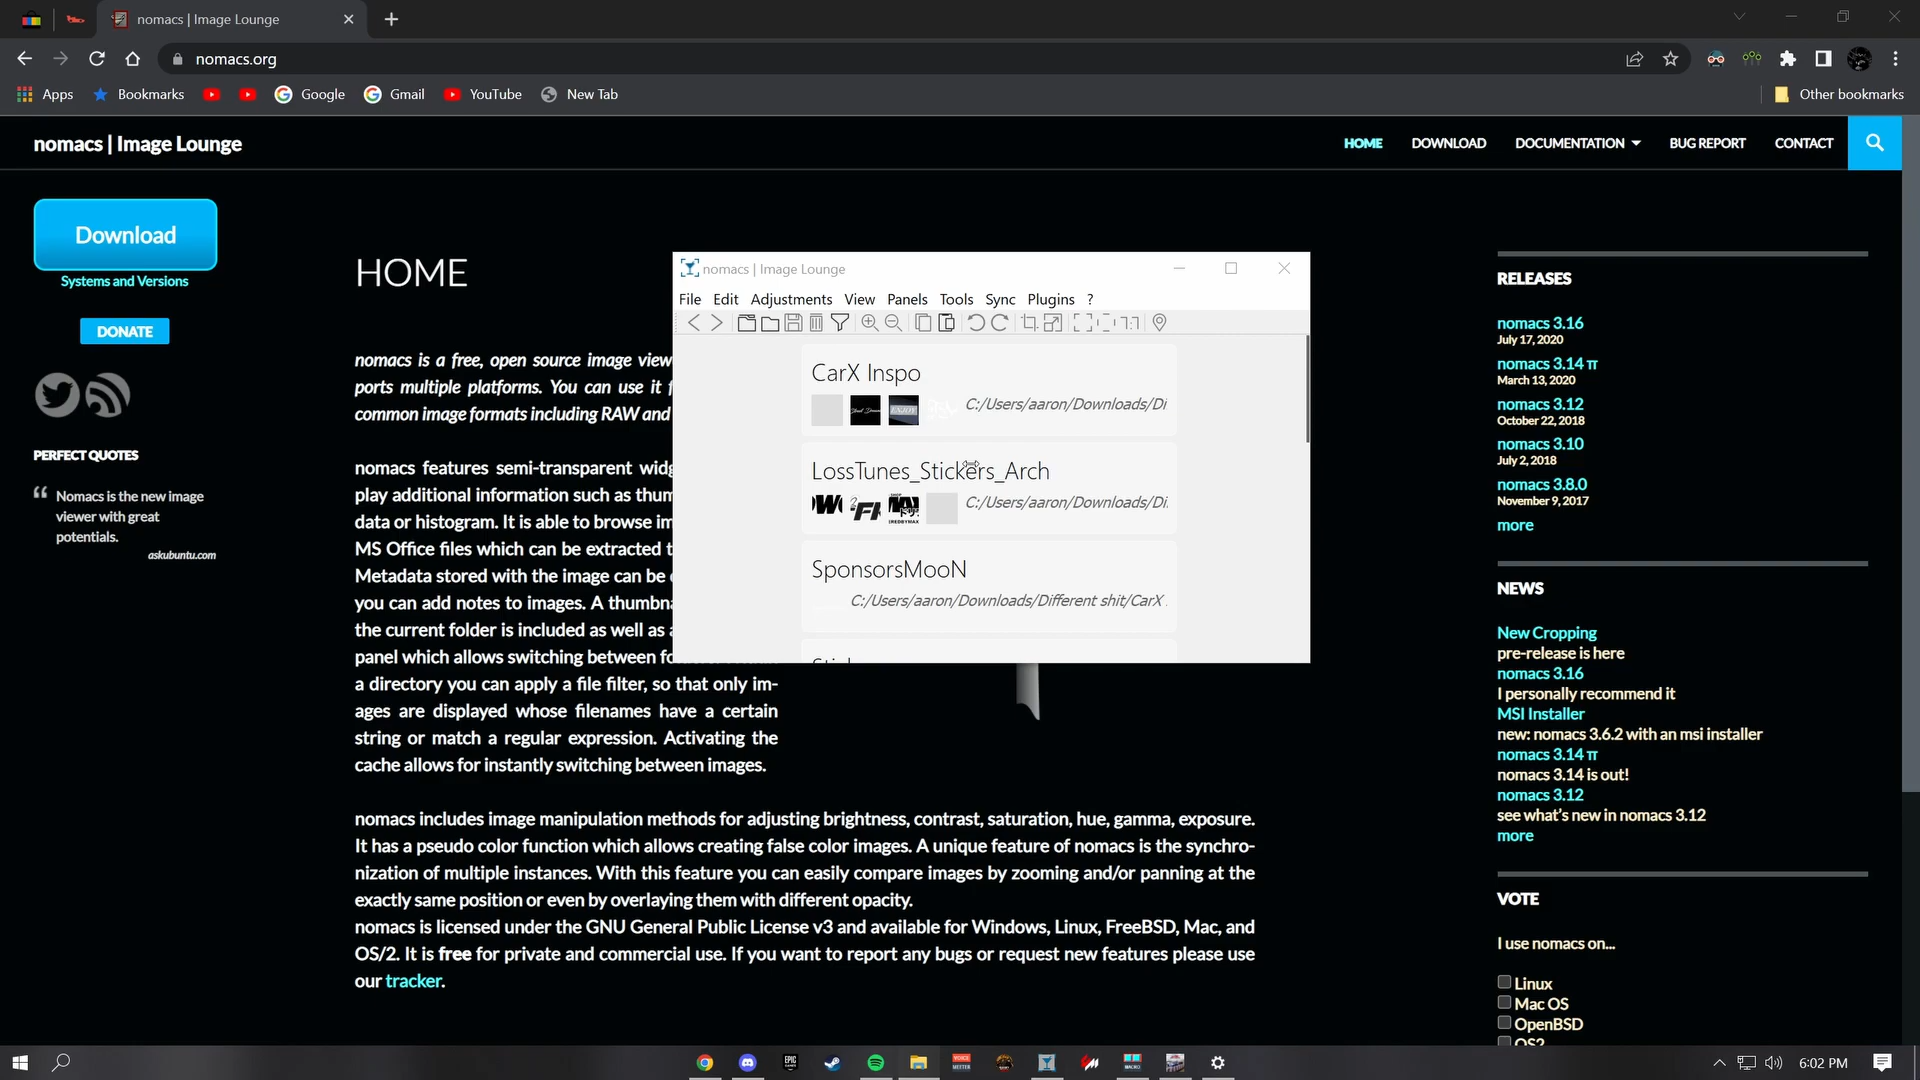 nomacs | Image Lounge
nomacs.org
Apps
Bookmarks
Google
Gmail
YouTube
New Tab
Other bookmarks
nomacs | Image Lounge
HOME
DOWNLOAD
DOCUMENTATION
BUG REPORT
CONTACT
Download
Systems and Versions
DONATE
PERFECT QUOTES
“ Nomacs is the new image
viewer with great
potentials.
askubuntu.com
HOME
nomacs is a free, open source image view
ports multiple platforms. You can use it f
common image formats including RAW and
nomacs features semi-transparent widg
play additional information such as thum
data or histogram. It is able to browse im
MS Office files which can be extracted t
Metadata stored with the image can be
you can add notes to images. A thumbna
the current folder is included as well as a
panel which allows switching between fo
a directory you can apply a file filter, so that only im-
ages are displayed whose filenames have a certain
string or match a regular expression. Activating the
cache allows for instantly switching between images.
nomacs includes image manipulation methods for adjusting brightness, contrast, saturation, hue, gamma, exposure.
It has a pseudo color function which allows creating false color images. A unique feature of nomacs is the synchro-
nization of multiple instances. With this feature you can easily compare images by zooming and/or panning at the
exactly same position or even by overlaying them with different opacity.
nomacs is licensed under the GNU General Public License v3 and available for Windows, Linux, FreeBSD, Mac, and
OS/2. It is free for private and commercial use. If you want to report any bugs or request new features please use
our tracker.
nomacs | Image Lounge
File Edit Adjustments View Panels Tools Sync Plugins ?
1:1
CarX Inspo
ENJOY
C:/Users/aaron/Downloads/Di
LossTunes_Stickers_Arch
C:/Users/aaron/Downloads/Di
SponsorsMooN
C:/Users/aaron/Downloads/Different shit/CarX
RELEASES
nomacs 3.16
July 17, 2020
nomacs 3.14 π
March 13, 2020
nomacs 3.12
October 22, 2018
nomacs 3.10
July 2, 2018
nomacs 3.8.0
November 9, 2017
more
NEWS
New Cropping
pre-release is here
nomacs 3.16
I personally recommend it
MSI Installer
new: nomacs 3.6.2 with an msi installer
nomacs 3.14 π
nomacs 3.14 is out!
nomacs 3.12
see what's new in nomacs 3.12
more
VOTE
I use nomacs on...
Linux
Mac OS
OpenBSD
OS2
EPIC
GAMES
VOICE
MEETER
MACRO
6:02 PM